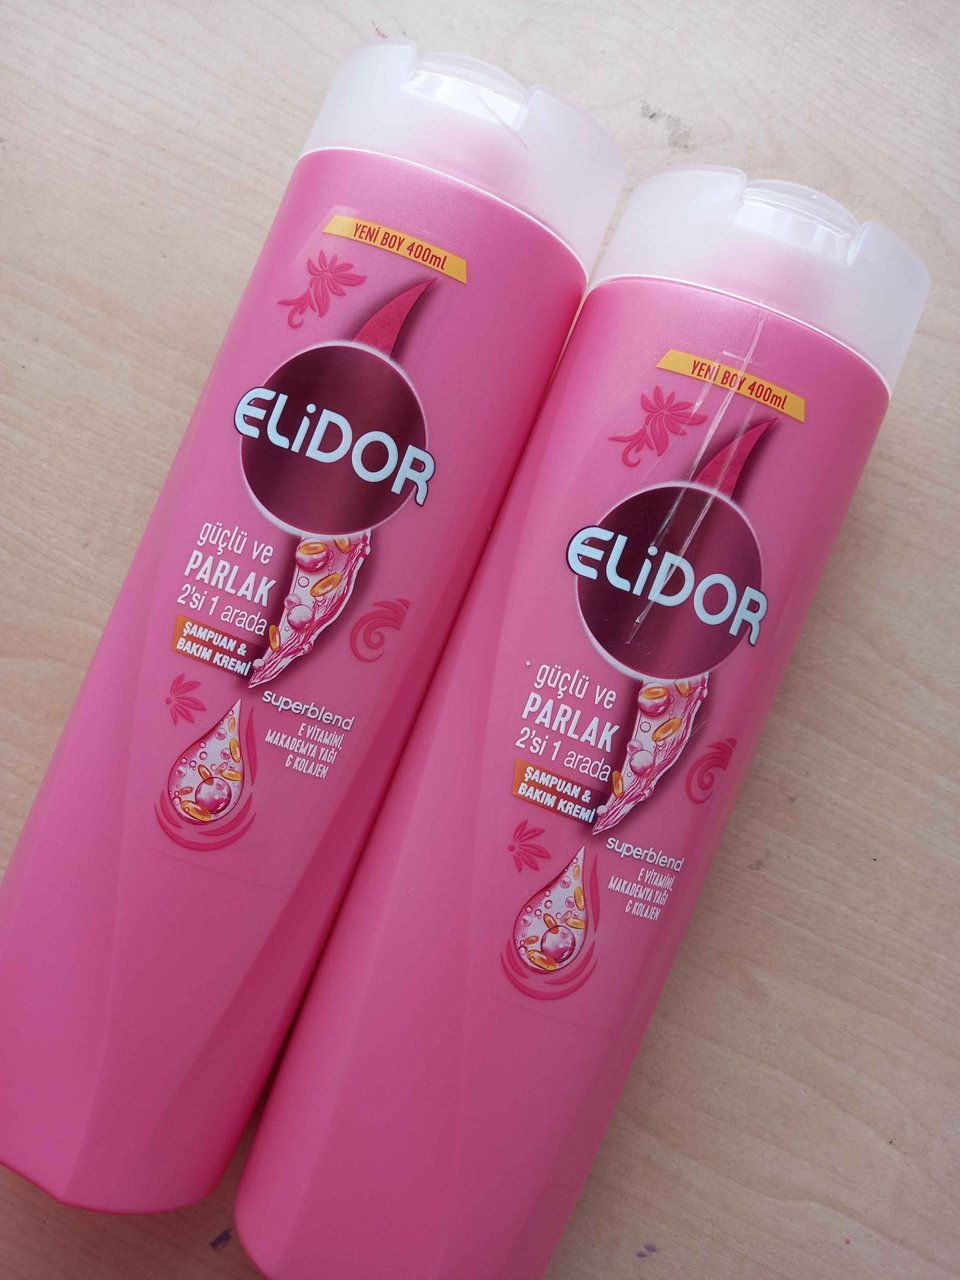 YENİ BOY 400ml
ELiDOR
güçlü ve
PARLAK
2'si 1 arada
ŞAMPUAN &
BAKIM KREMİ
superblend
E VİTAMİNİ,
MAKADEMYA YAĞI
& KOLAJEN
YENİ BOY 400ml
ELiDOR
güçlü ve
PARLAK
2'si 1 arada
ŞAMPUAN &
BAKIM KREMİ
superblend
E VİTAMİNİ,
MAKADEMYA YAĞI
& KOLAJEN